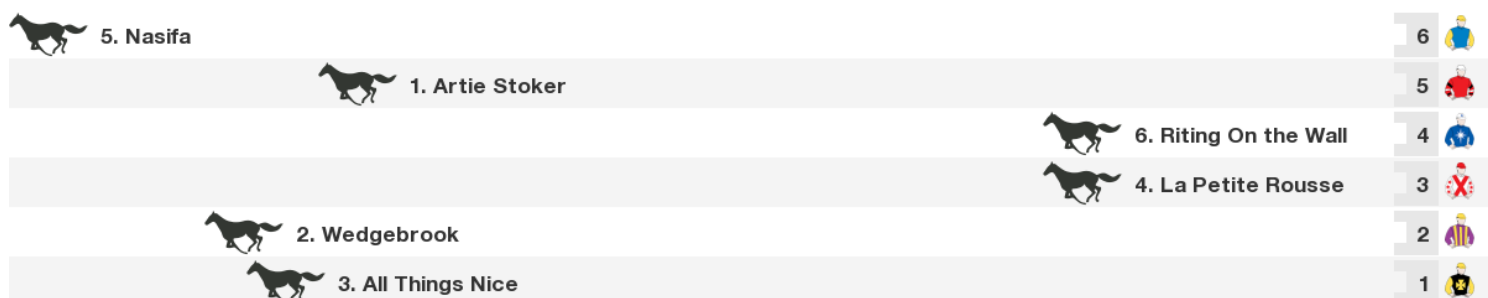 5. Nasifa 6
1. Artie Stoker 5
6. Riting On the Wall 4
4. La Petite Rousse 3
2. Wedgebrook 2
3. All Things Nice 1